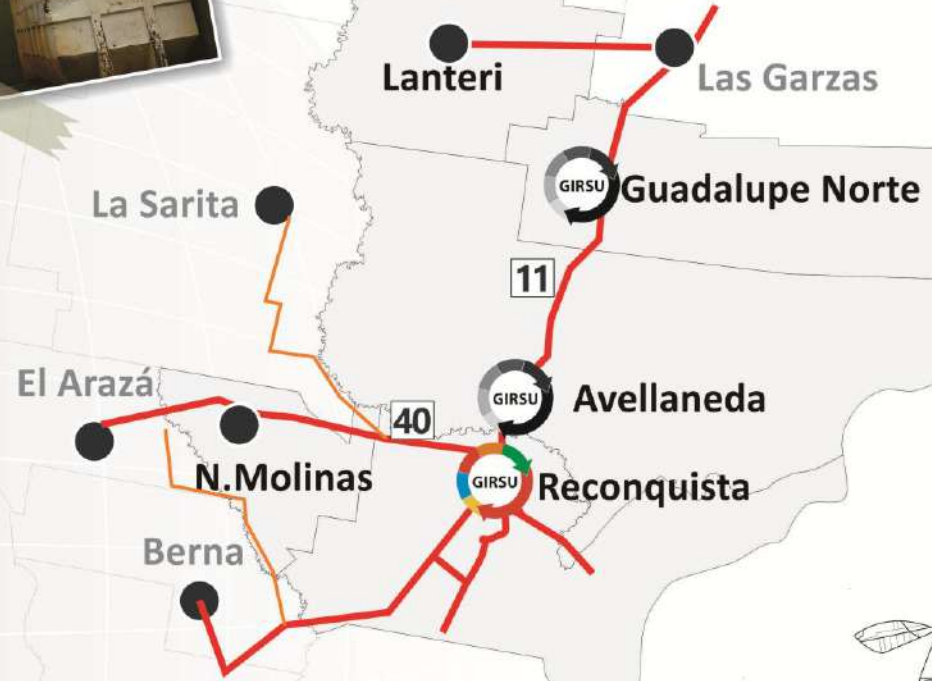 Lanteri
Las Garzas
GIRSU
Guadalupe Norte
La Sarita
11
El Arazá
GIRSU
Avellaneda
40
N.Molinas
GIRSU
Reconquista
Berna